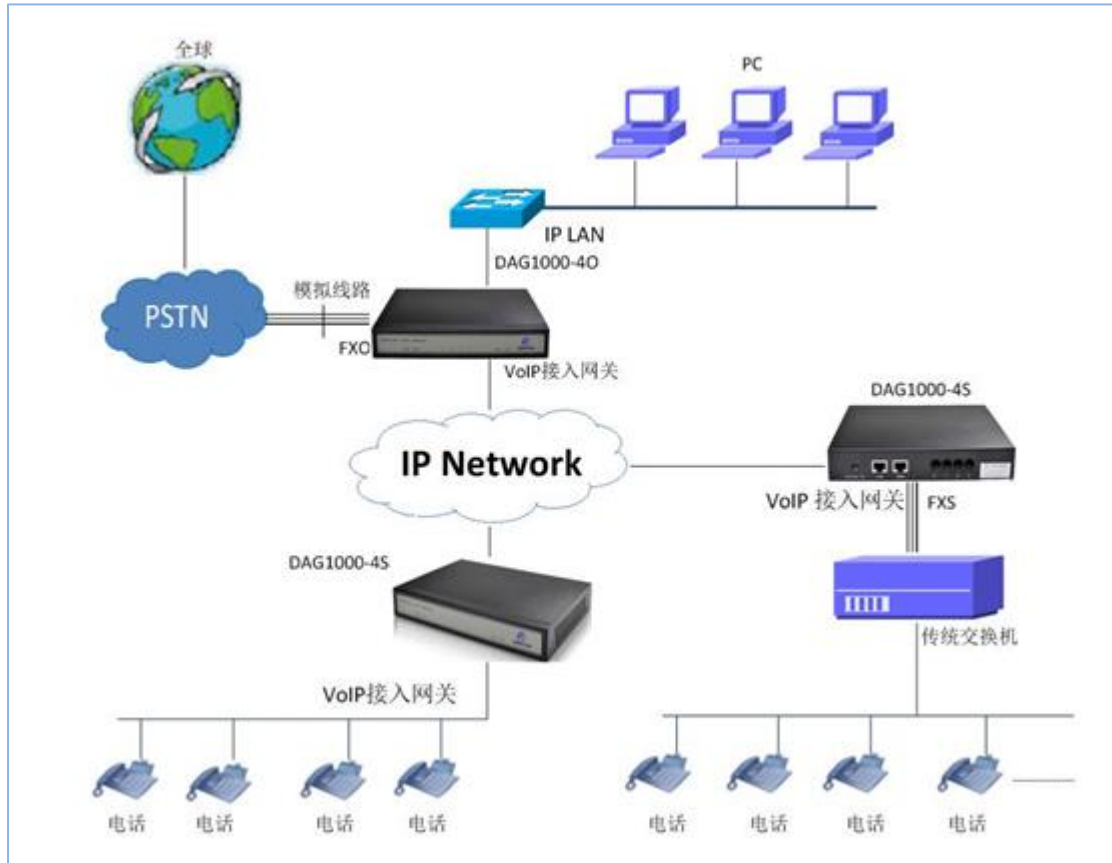 全球
PC
IP LAN
DAG1000-4O
模拟线路
PSTN
FXO
VoIP接入网关
DAG1000-4S
IP Network
VoIP 接入网关
FXS
DAG1000-4S
传统交换机
VoIP接入网关
电话
电话
电话
电话
电话
电话
电话
电话